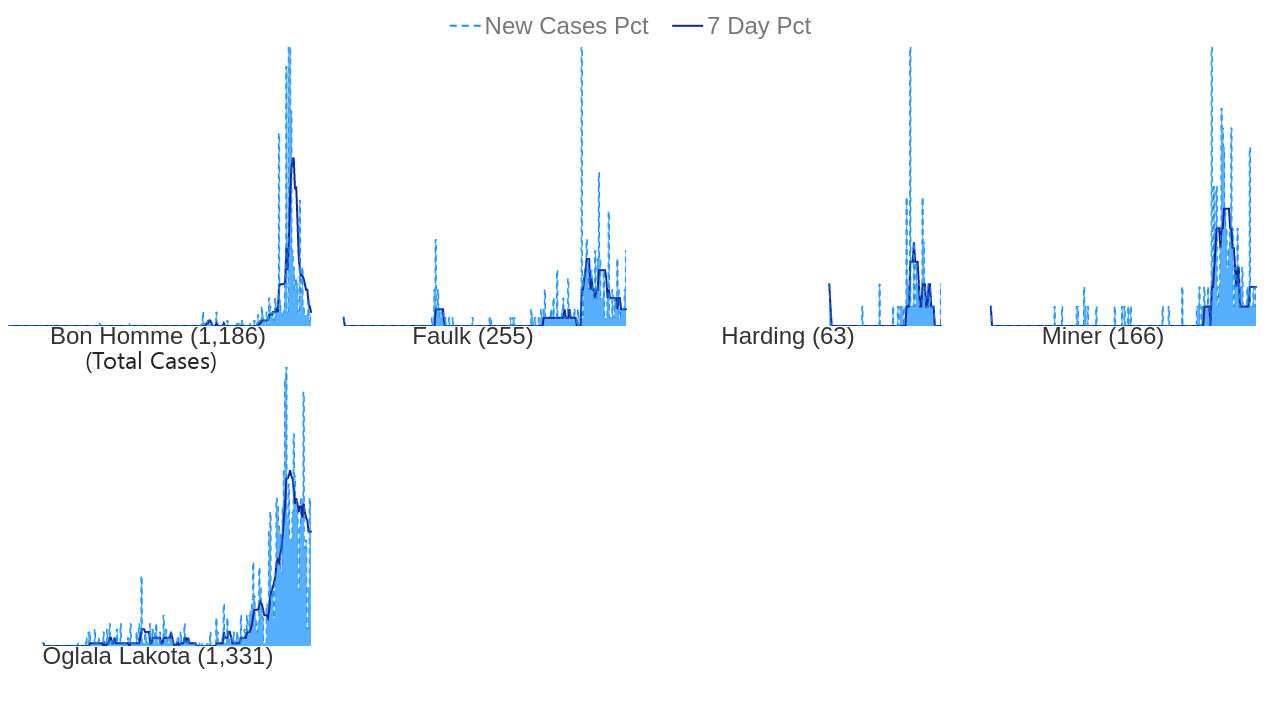 New Cases Pct 7 Day Pct
Bon Homme (1,186) Faulk (255) Harding (63) Miner (166)
(Total Cases)
Oglala Lakota (1,331)